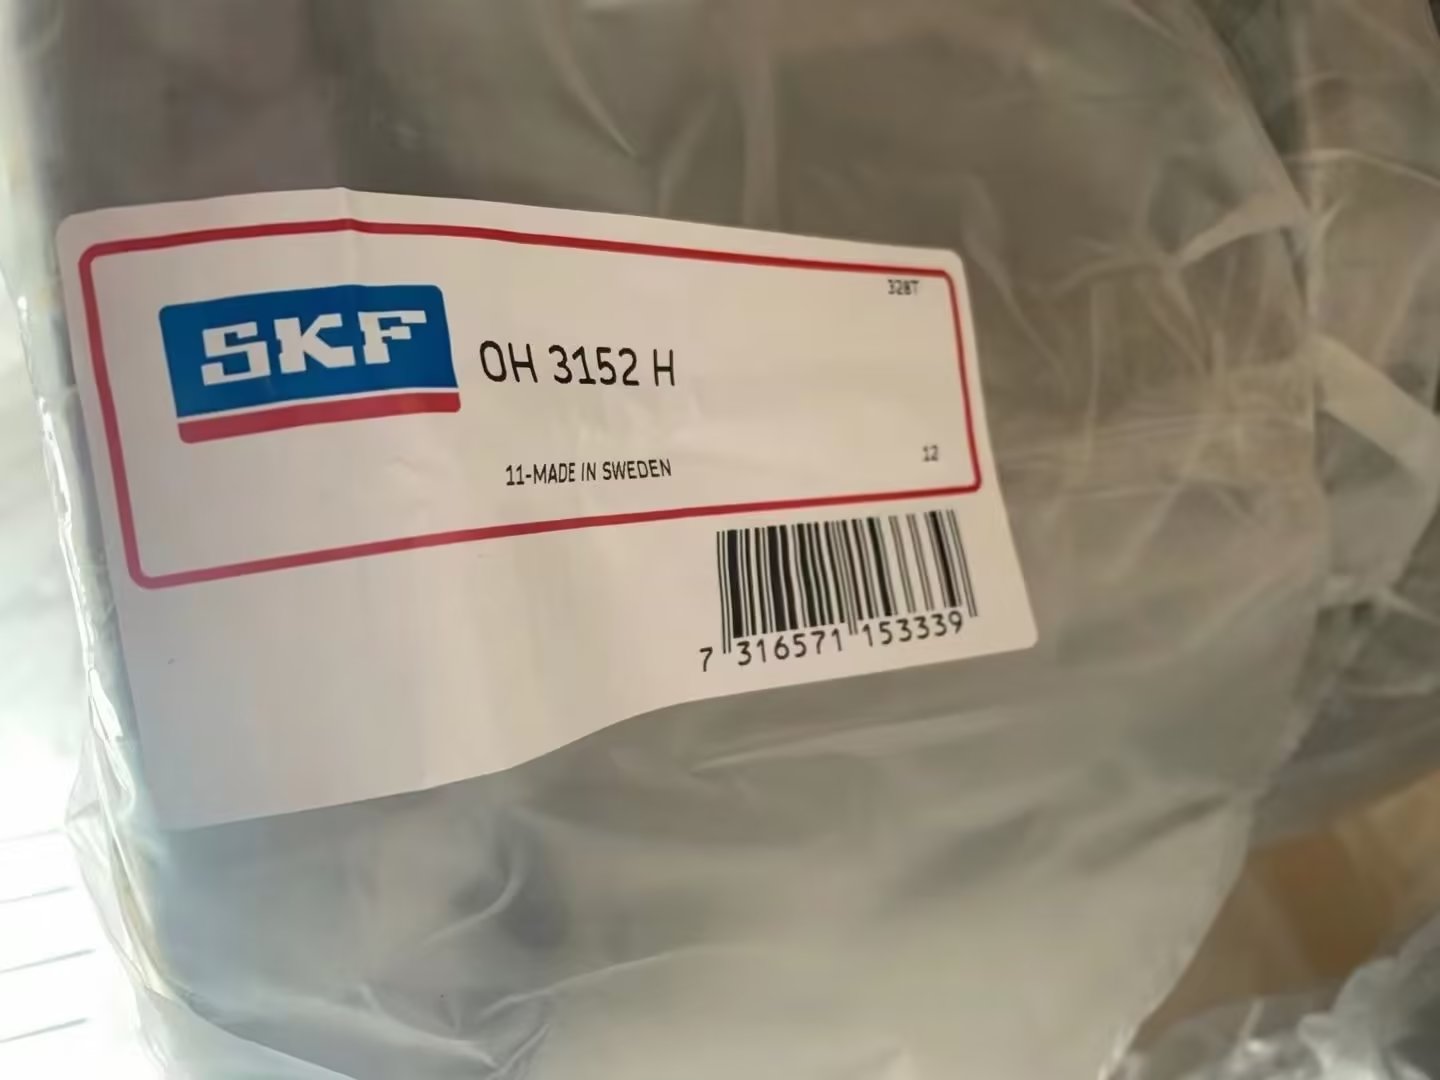 328T
SKF
OH 3152 H
12
11-MADE IN SWEDEN
7 316571 153339